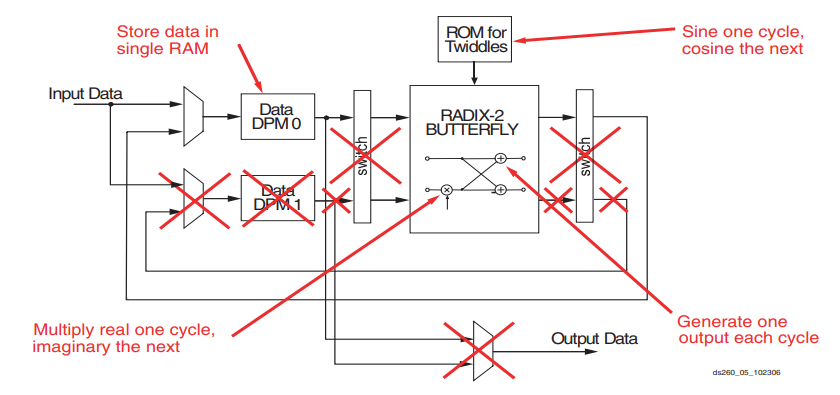 Store data in
single RAM
ROM for
Twiddles
Sine one cycle,
cosine the next
Input Data
Data
DPM 0
switch
RADIX-2
BUTTERFLY
switch
Data
DPM 1
Multiply real one cycle,
imaginary the next
Generate one
output each cycle
Output Data
ds260_05_102306